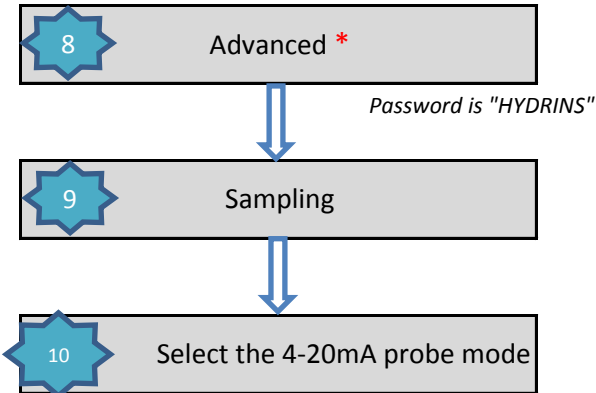 8 Advanced *
Password is "HYDRINS"
9 Sampling
10 Select the 4-20mA probe mode